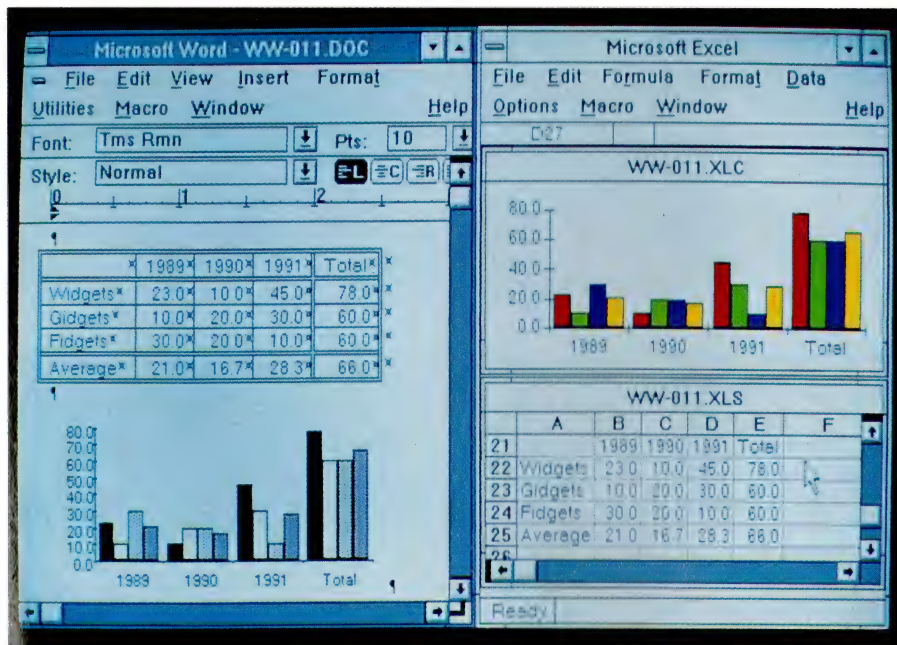 Microsoft Word - WW-011.DOC
File Edit View Insert Format
Utilities Macro Window Help
Font: Tms Rmn Pts: 10
Style: Normal L C R
0 1 2
1989 1990 1991 Total
Widgets 23.0 10.0 45.0 78.0
Gidgets 10.0 20.0 30.0 60.0
Fidgets 30.0 20.0 10.0 60.0
Average 21.0 16.7 28.3 66.0
80.0
70.0
60.0
50.0
40.0
30.0
20.0
10.0
0.0
1989 1990 1991 Total
Microsoft Excel
File Edit Formula Format Data
Options Macro Window Help
D27
WW-011.XLC
80.0
60.0
40.0
20.0
0.0
1989 1990 1991 Total
WW-011.XLS
A B C D E F
21 1989 1990 1991 Total
22 Widgets 23.0 10.0 45.0 78.0
23 Gidgets 10.0 20.0 30.0 60.0
24 Fidgets 30.0 20.0 10.0 60.0
25 Average 21.0 16.7 28.3 66.0
26
Ready